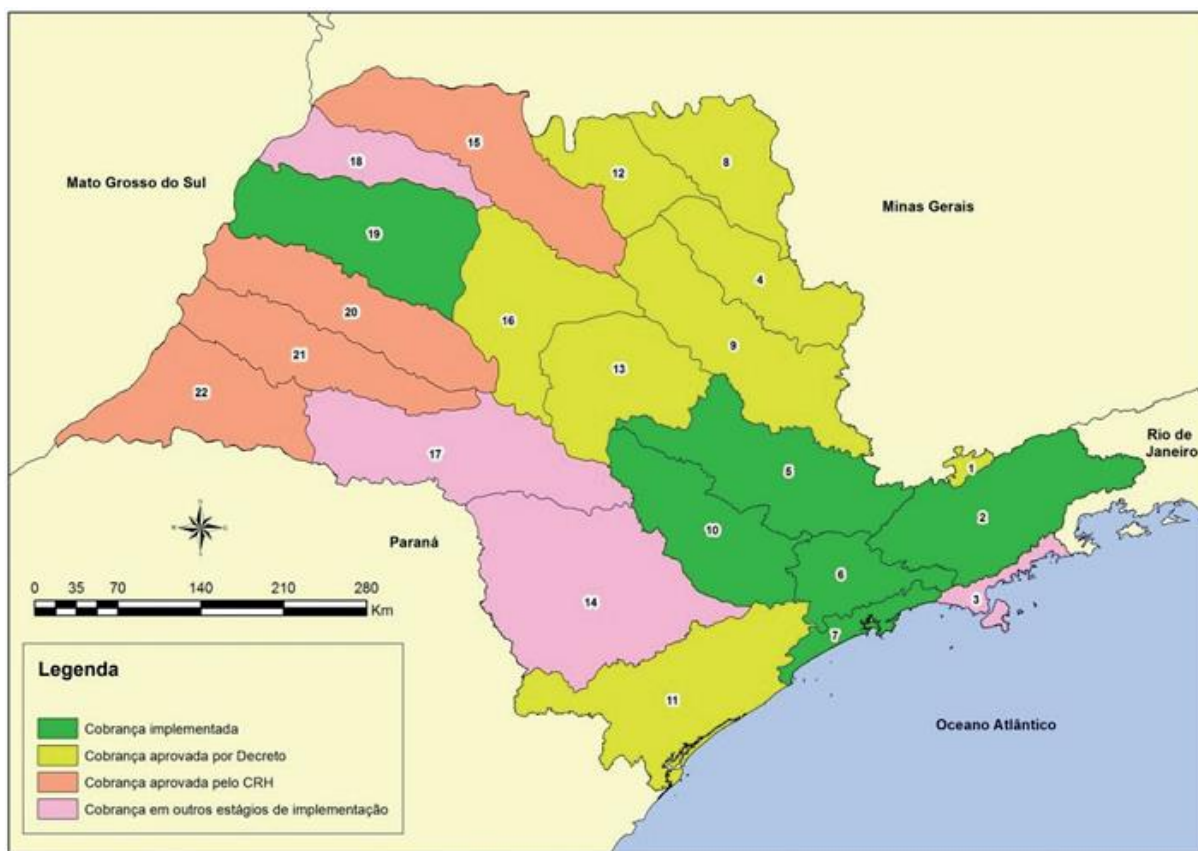 15
18
12
8
Mato Grosso do Sul
Minas Gerais
19
4
20
16
9
21
13
22
Rio de
Janeiro
17
5
1
2
10
Paraná
6
0 35 70 140 210 280
Km
14
3
7
Legenda
11
Oceano Atlântico
Cobrança implementada
Cobrança aprovada por Decreto
Cobrança aprovada pelo CRH
Cobrança em outros estágios de implementação